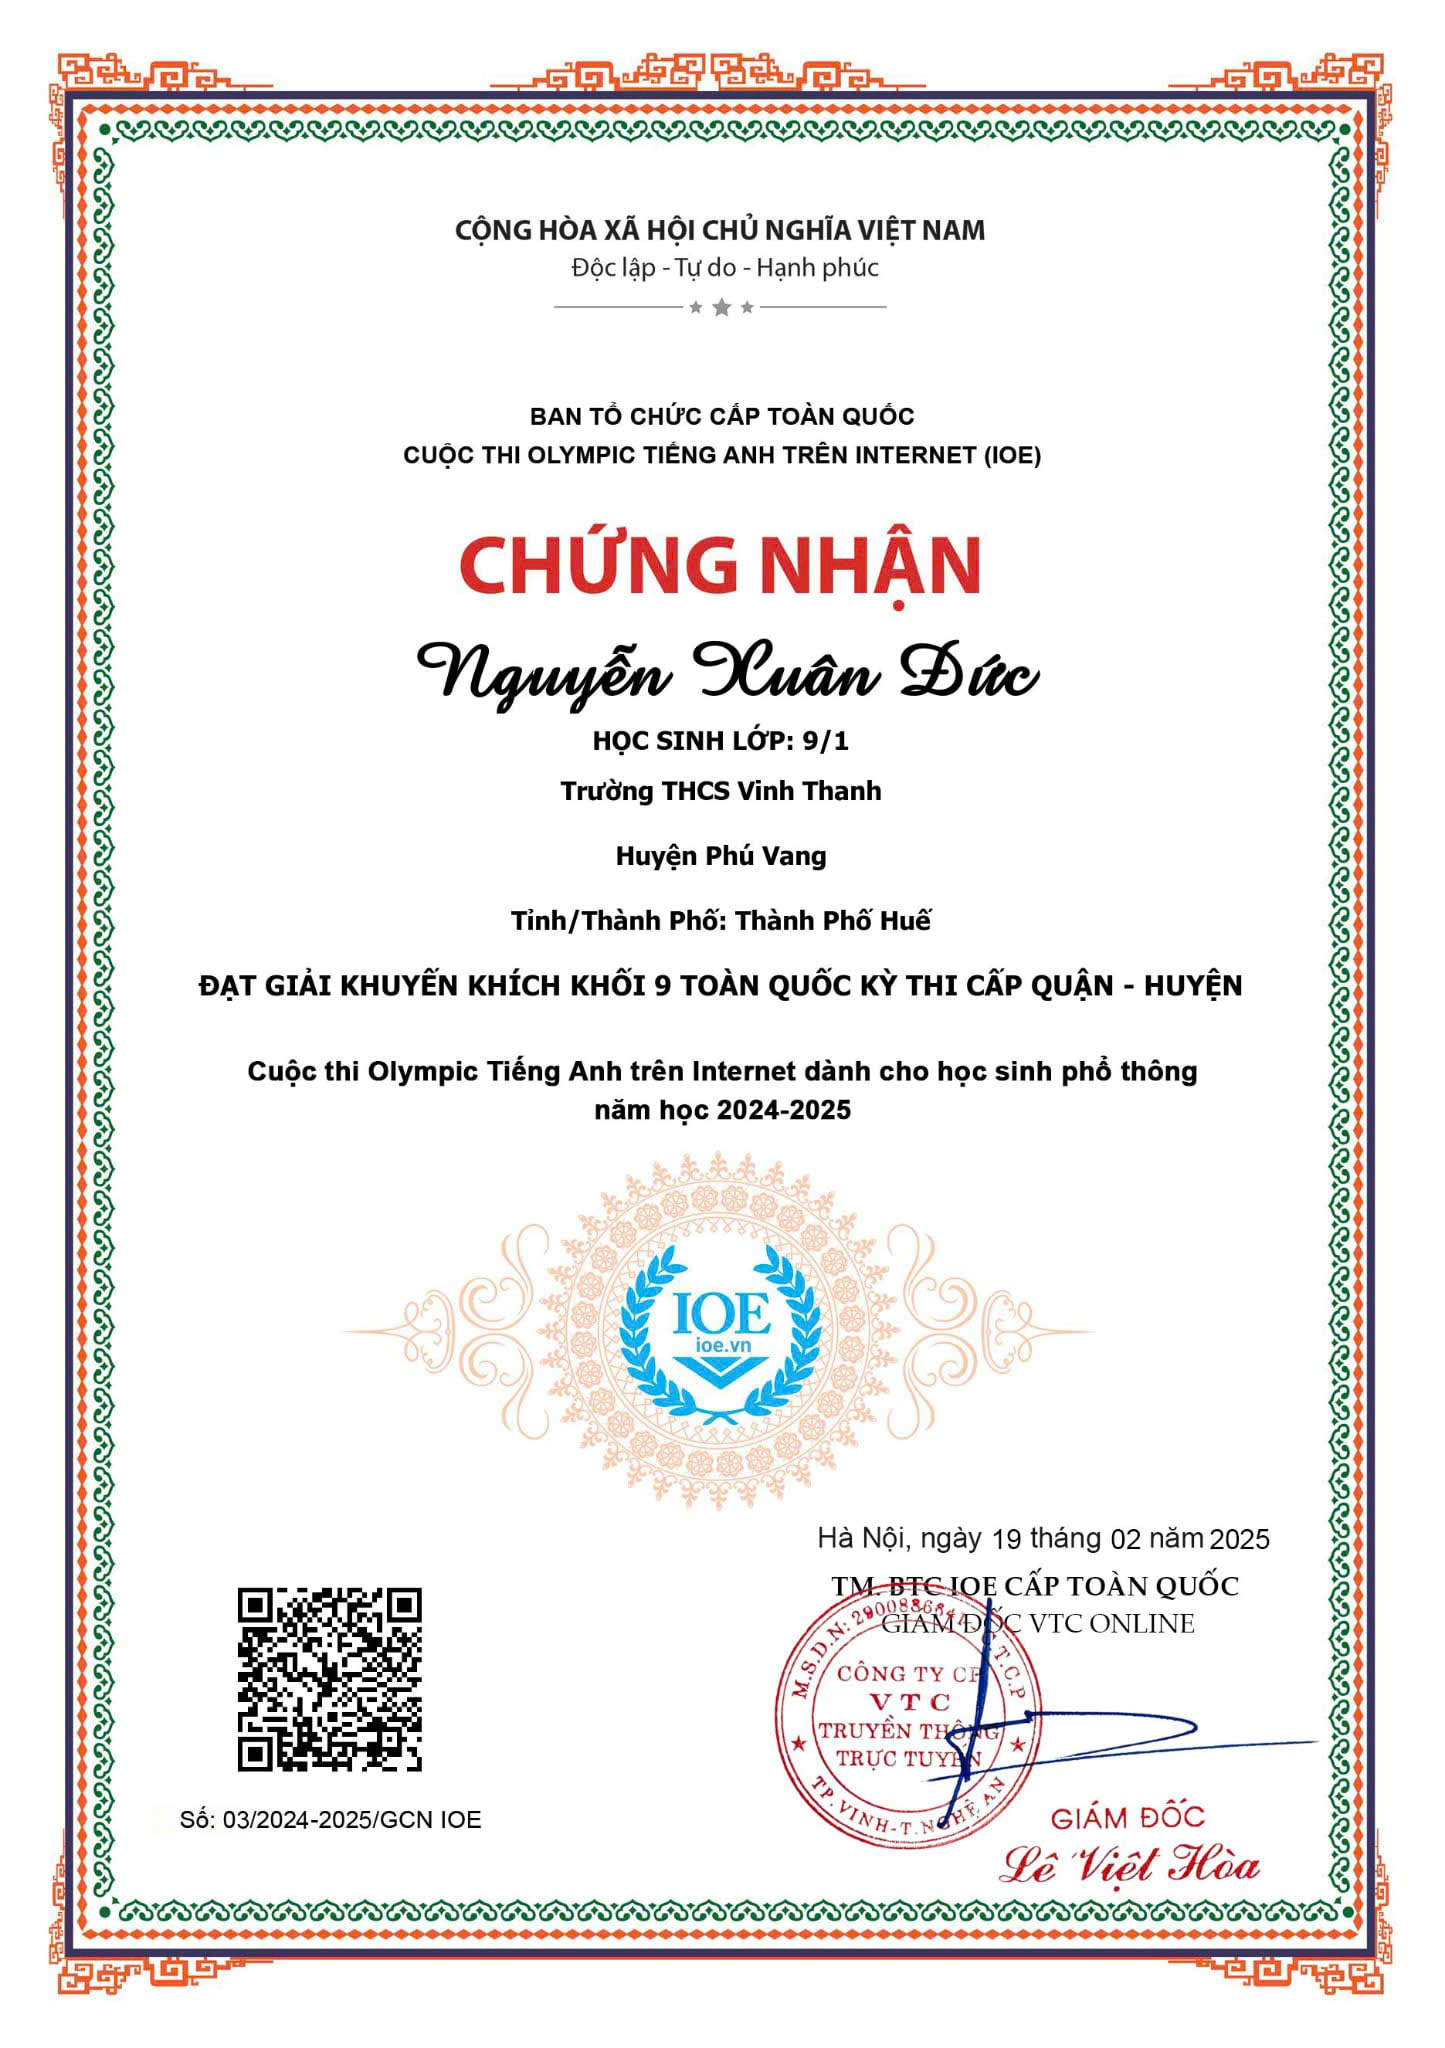 CỘNG HÒA XÃ HỘI CHỦ NGHĨA VIỆT NAM
Độc lập - Tự do - Hạnh phúc
BAN TỔ CHỨC CẤP TOÀN QUỐC
CUỘC THI OLYMPIC TIẾNG ANH TRÊN INTERNET (IOE)
CHỨNG NHẬN
Nguyễn Xuân Đức
HỌC SINH LỚP: 9/1
Trường THCS Vinh Thanh
Huyện Phú Vang
Tỉnh/Thành Phố: Thành Phố Huế
ĐẠT GIẢI KHUYẾN KHÍCH KHỐI 9 TOÀN QUỐC KỲ THI CẤP QUẬN - HUYỆN
Cuộc thi Olympic Tiếng Anh trên Internet dành cho học sinh phổ thông
năm học 2024-2025
IOE
ioe.vn
Hà Nội, ngày 19 tháng 02 năm 2025
TM. BTC IOE CẤP TOÀN QUỐC
GIÁM ĐỐC VTC ONLINE
M.S.D.N: C.T.C.P
CÔNG TY CP
VTC
TRUYỀN THÔNG
TRỰC TUYẾN
TP.VINH-T.NGHỆ AN
Số: 03/2024-2025/GCN IOE
GIÁM ĐỐC
Lê Việt Hòa